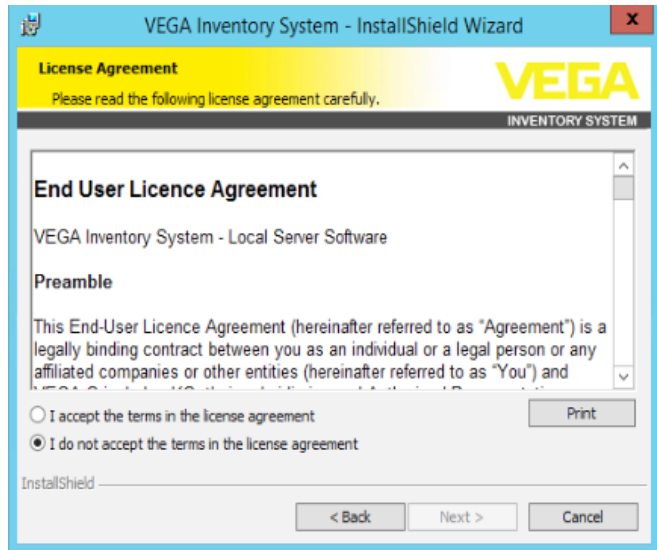 VEGA Inventory System - InstallShield Wizard
x
License Agreement
Please read the following license agreement carefully.
VEGA
INVENTORY SYSTEM
End User Licence Agreement
VEGA Inventory System - Local Server Software
Preamble
This End-User Licence Agreement (hereinafter referred to as “Agreement”) is a
legally binding contract between you as an individual or a legal person or any
affiliated companies or other entities (hereinafter referred to as “You”) and
I accept the terms in the license agreement
Print
I do not accept the terms in the license agreement
InstallShield
< Back
Next >
Cancel